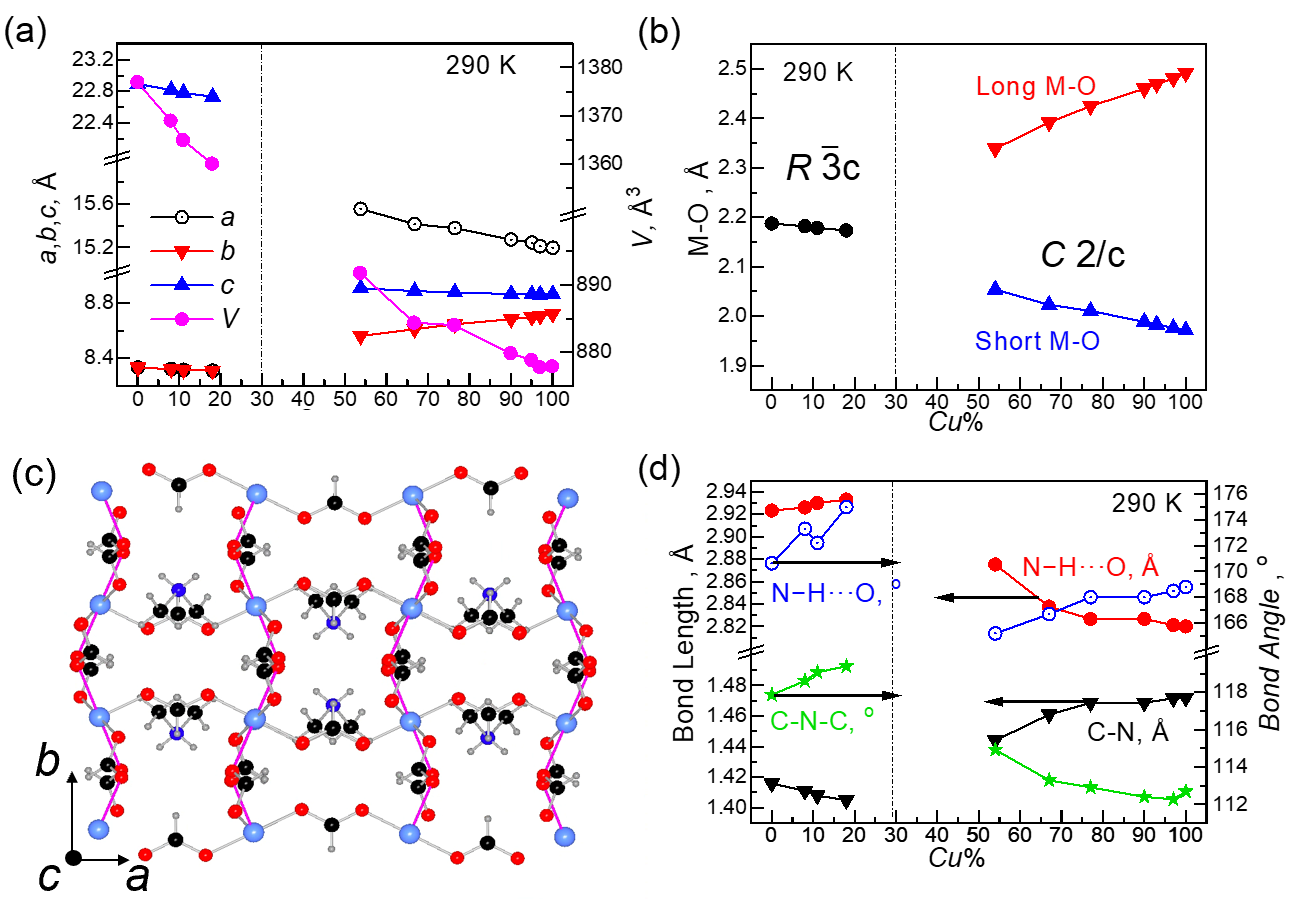 (a)
290 K
a,b,c, Å
23.2
22.8
22.4
15.6
15.2
8.8
8.4
a
b
c
V
V, Å3
1380
1370
1360
890
880
0 10 20 30 40 50 60 70 80 90 100
(b)
290 K
Long M-O
R 3̅c
C 2/c
Short M-O
M-O , Å
2.5
2.4
2.3
2.2
2.1
2.0
1.9
0 10 20 30 40 50 60 70 80 90 100
Cu%
(c)
b
c
a
(d)
290 K
Bond Length , Å
2.94
2.92
2.90
2.88
2.86
2.84
2.82
1.48
1.46
1.44
1.42
1.40
N−H···O, Å
N−H···O, º
C-N-C, º
C-N, Å
Bond Angle , º
176
174
172
170
168
166
118
116
114
112
0 10 20 30 40 50 60 70 80 90 100
Cu%